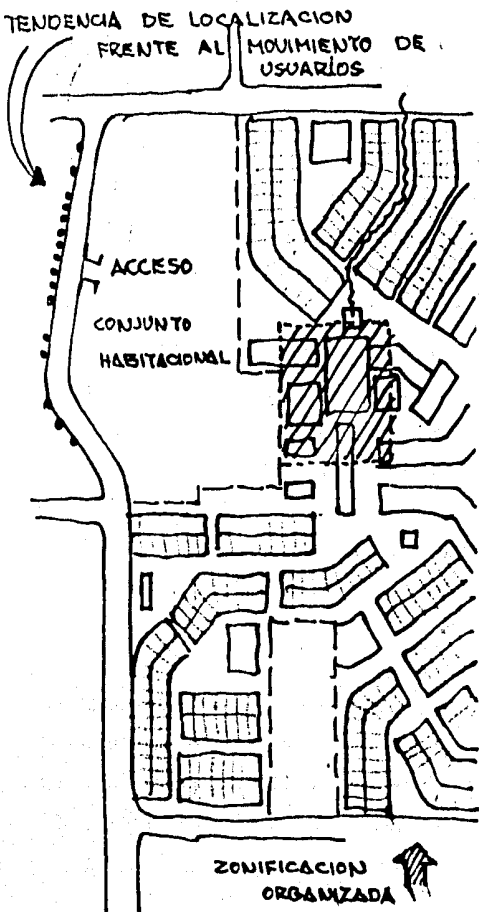 TENDENCIA DE LOCALIZACION
FRENTE AL MOVIMIENTO DE
USUARIOS
ACCESO
CONJUNTO
HABITACIONAL
ZONIFICACION
ORGANIZADA